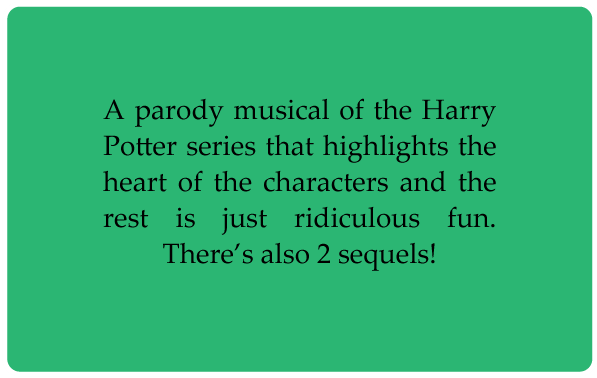 A parody musical of the Harry
Potter series that highlights the
heart of the characters and the
rest is just ridiculous fun.
There's also 2 sequels!